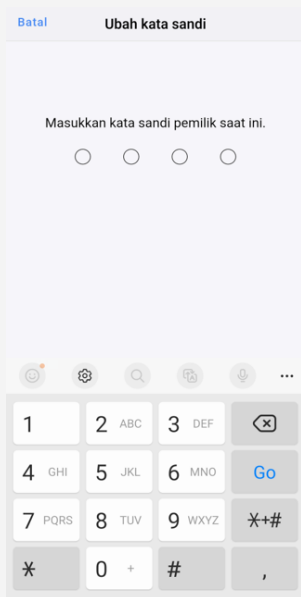 Batal Ubah kata sandi
Masukkan kata sandi pemilik saat ini.
1 2 ABC 3 DEF
4 GHI 5 JKL 6 MNO Go
7 PQRS 8 TUV 9 WXYZ *+#
* 0 + # ,